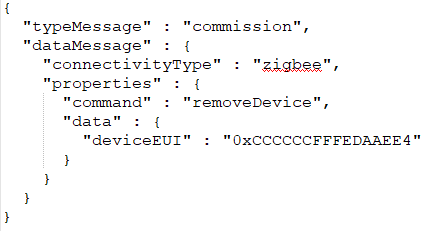 {
"typeMessage" : "commission",
"dataMessage" : {
"connectivityType" : "zigbee",
"properties" : {
"command" : "removeDevice",
"data" : {
"deviceEUI" : "0xCCCCCCFFFEDAAEE4"
}
}
}
}